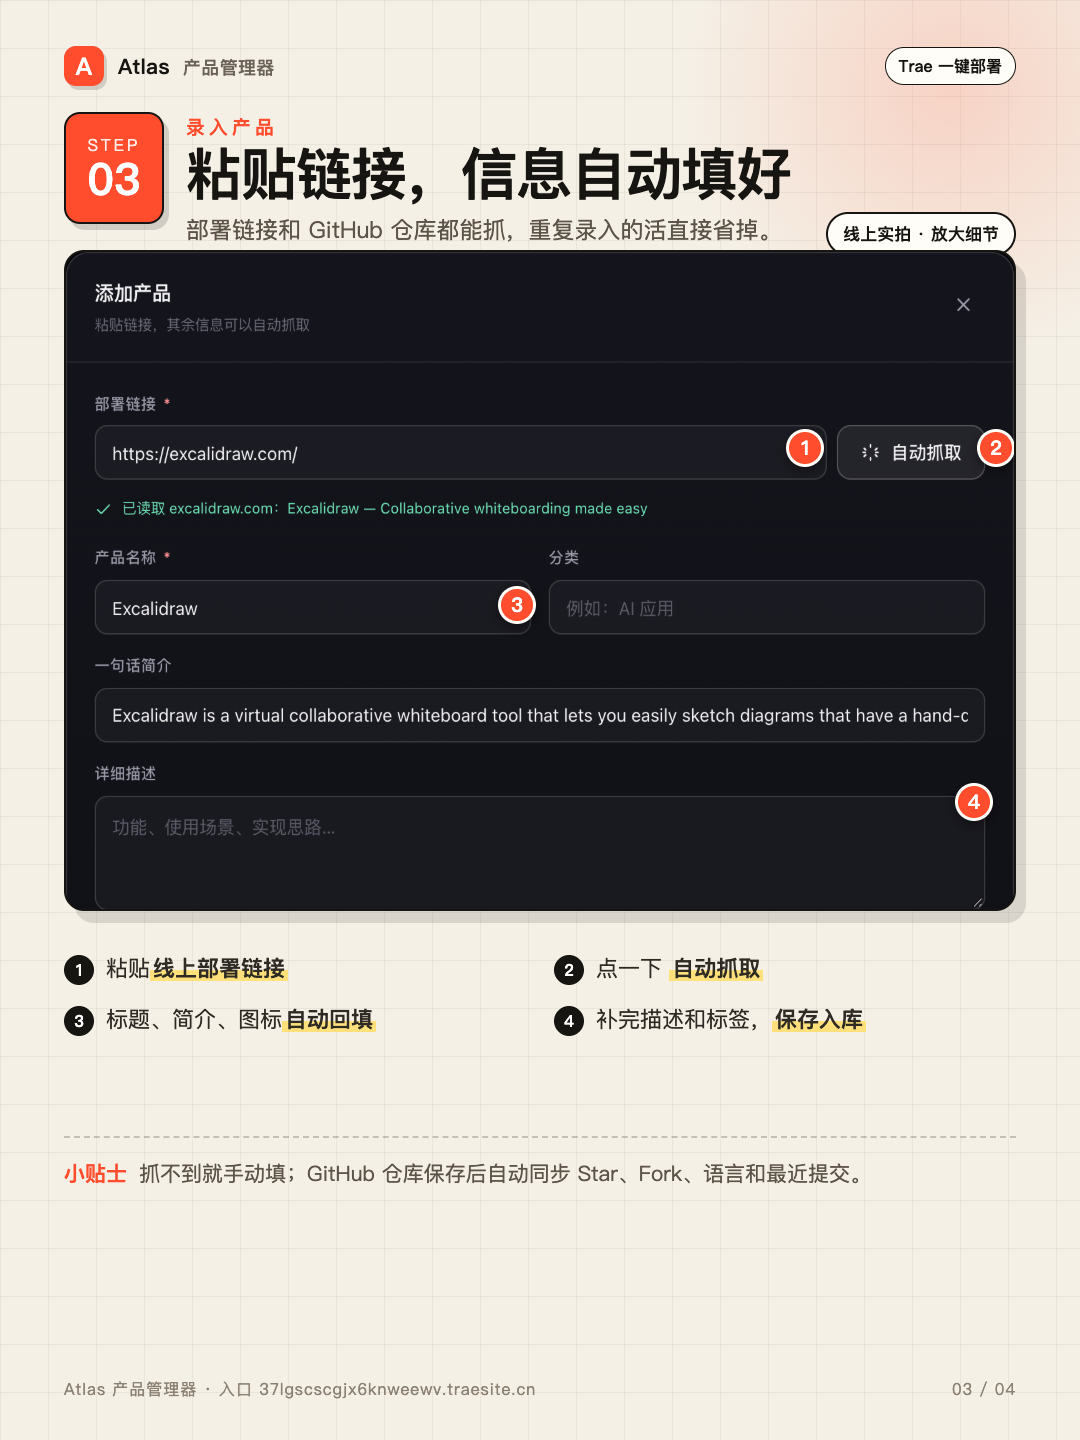 A Atlas 产品管理器
Trae 一键部署
STEP
03
录入产品
粘贴链接，信息自动填好
部署链接和 GitHub 仓库都能抓，重复录入的活直接省掉。
线上实拍 · 放大细节
添加产品
粘贴链接，其余信息可以自动抓取
部署链接 *
https://excalidraw.com/ 1
自动抓取 2
已读取 excalidraw.com：Excalidraw — Collaborative whiteboarding made easy
产品名称 *
分类
Excalidraw 3
例如：AI 应用
一句话简介
Excalidraw is a virtual collaborative whiteboard tool that lets you easily sketch diagrams that have a hand-
详细描述
4
功能、使用场景、实现思路...
1 粘贴线上部署链接
2 点一下 自动抓取
3 标题、简介、图标自动回填
4 补完描述和标签，保存入库
小贴士 抓不到就手动填；GitHub 仓库保存后自动同步 Star、Fork、语言和最近提交。
Atlas 产品管理器 · 入口 37lgscscgjx6knweewv.traesite.cn
03 / 04